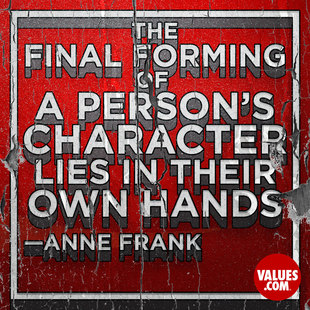 THE
FINAL FORMING
OF
A PERSON'S
CHARACTER
LIES IN THEIR
OWN HANDS
—ANNE FRANK
VALUES
.COM